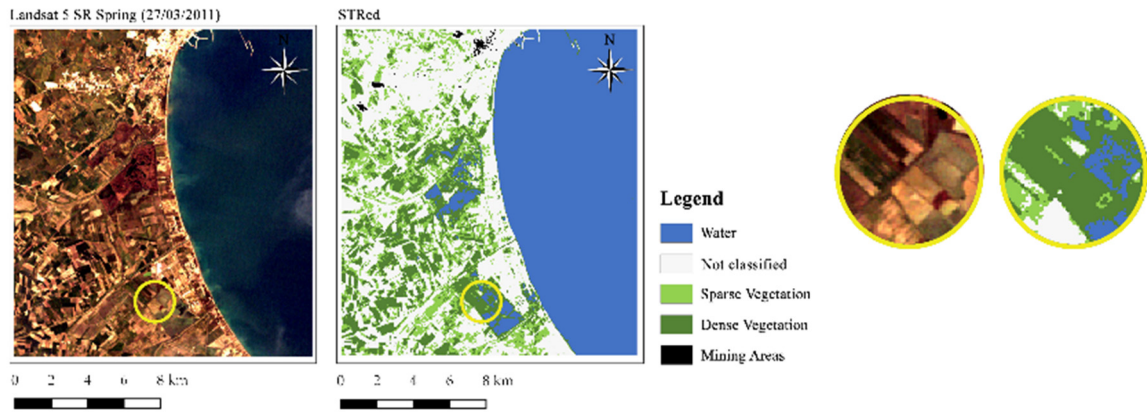 Landsat 5 SR Spring (27/03/2011)
STRed
N
N
Legend
Water
Not classified
Sparse Vegetation
Dense Vegetation
Mining Areas
0 2 4 6 8 km
0 2 4 6 8 km